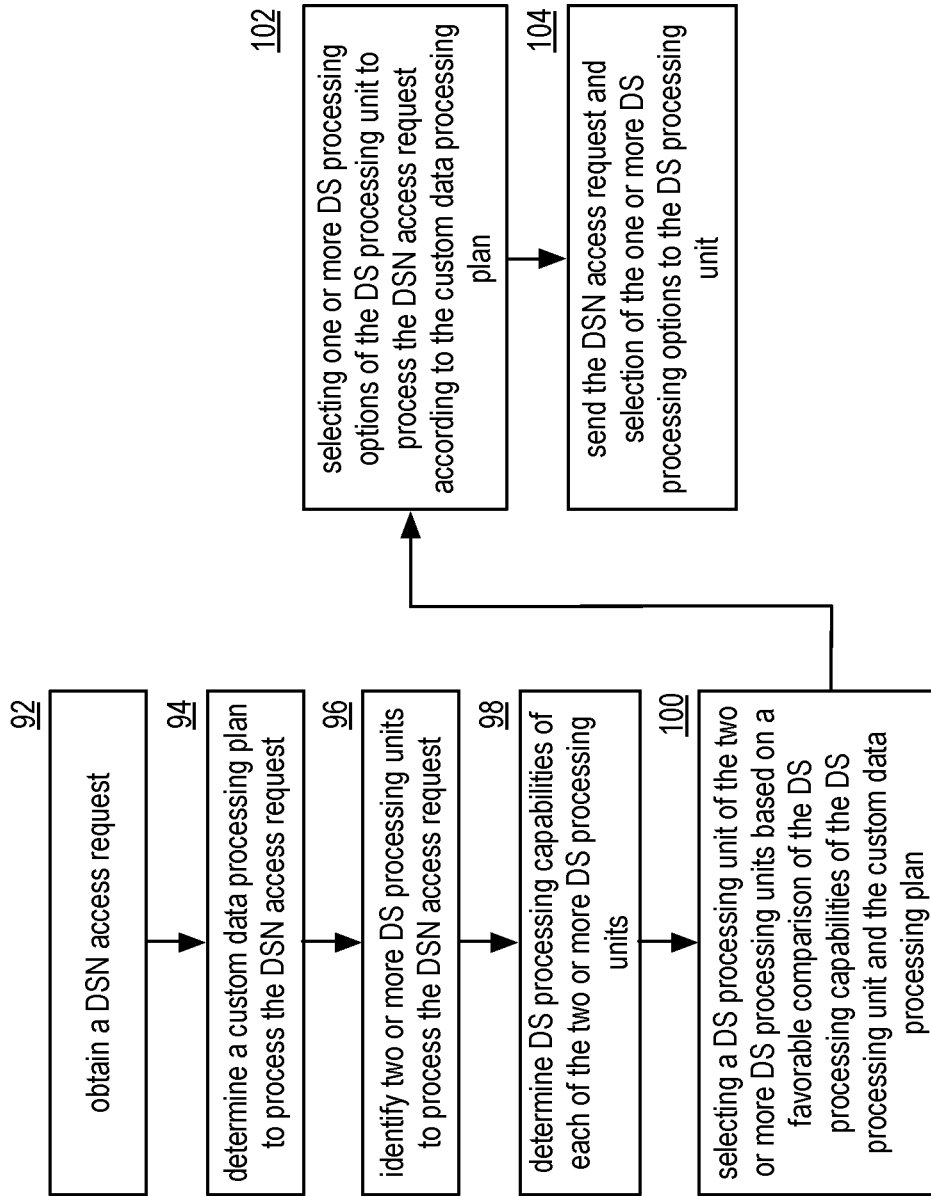 92
obtain a DSN access request
94
determine a custom data processing plan
to process the DSN access request
96
identify two or more DS processing units
to process the DSN access request
98
determine DS processing capabilities of
each of the two or more DS processing
units
100
selecting a DS processing unit of the two
or more DS processing units based on a
favorable comparison of the DS
processing capabilities of the DS
processing unit and the custom data
processing plan
102
selecting one or more DS processing
options of the DS processing unit to
process the DSN access request
according to the custom data processing
plan
104
send the DSN access request and
selection of the one or more DS
processing options to the DS processing
unit